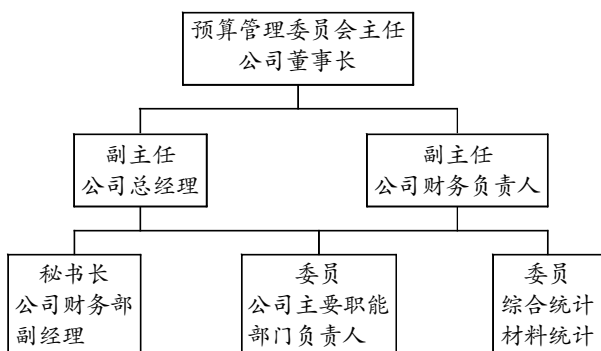 预算管理委员会主任
公司董事长
副主任
公司总经理
副主任
公司财务负责人
秘书长
公司财务部
副经理
委员
公司主要职能
部门负责人
委员
综合统计
材料统计